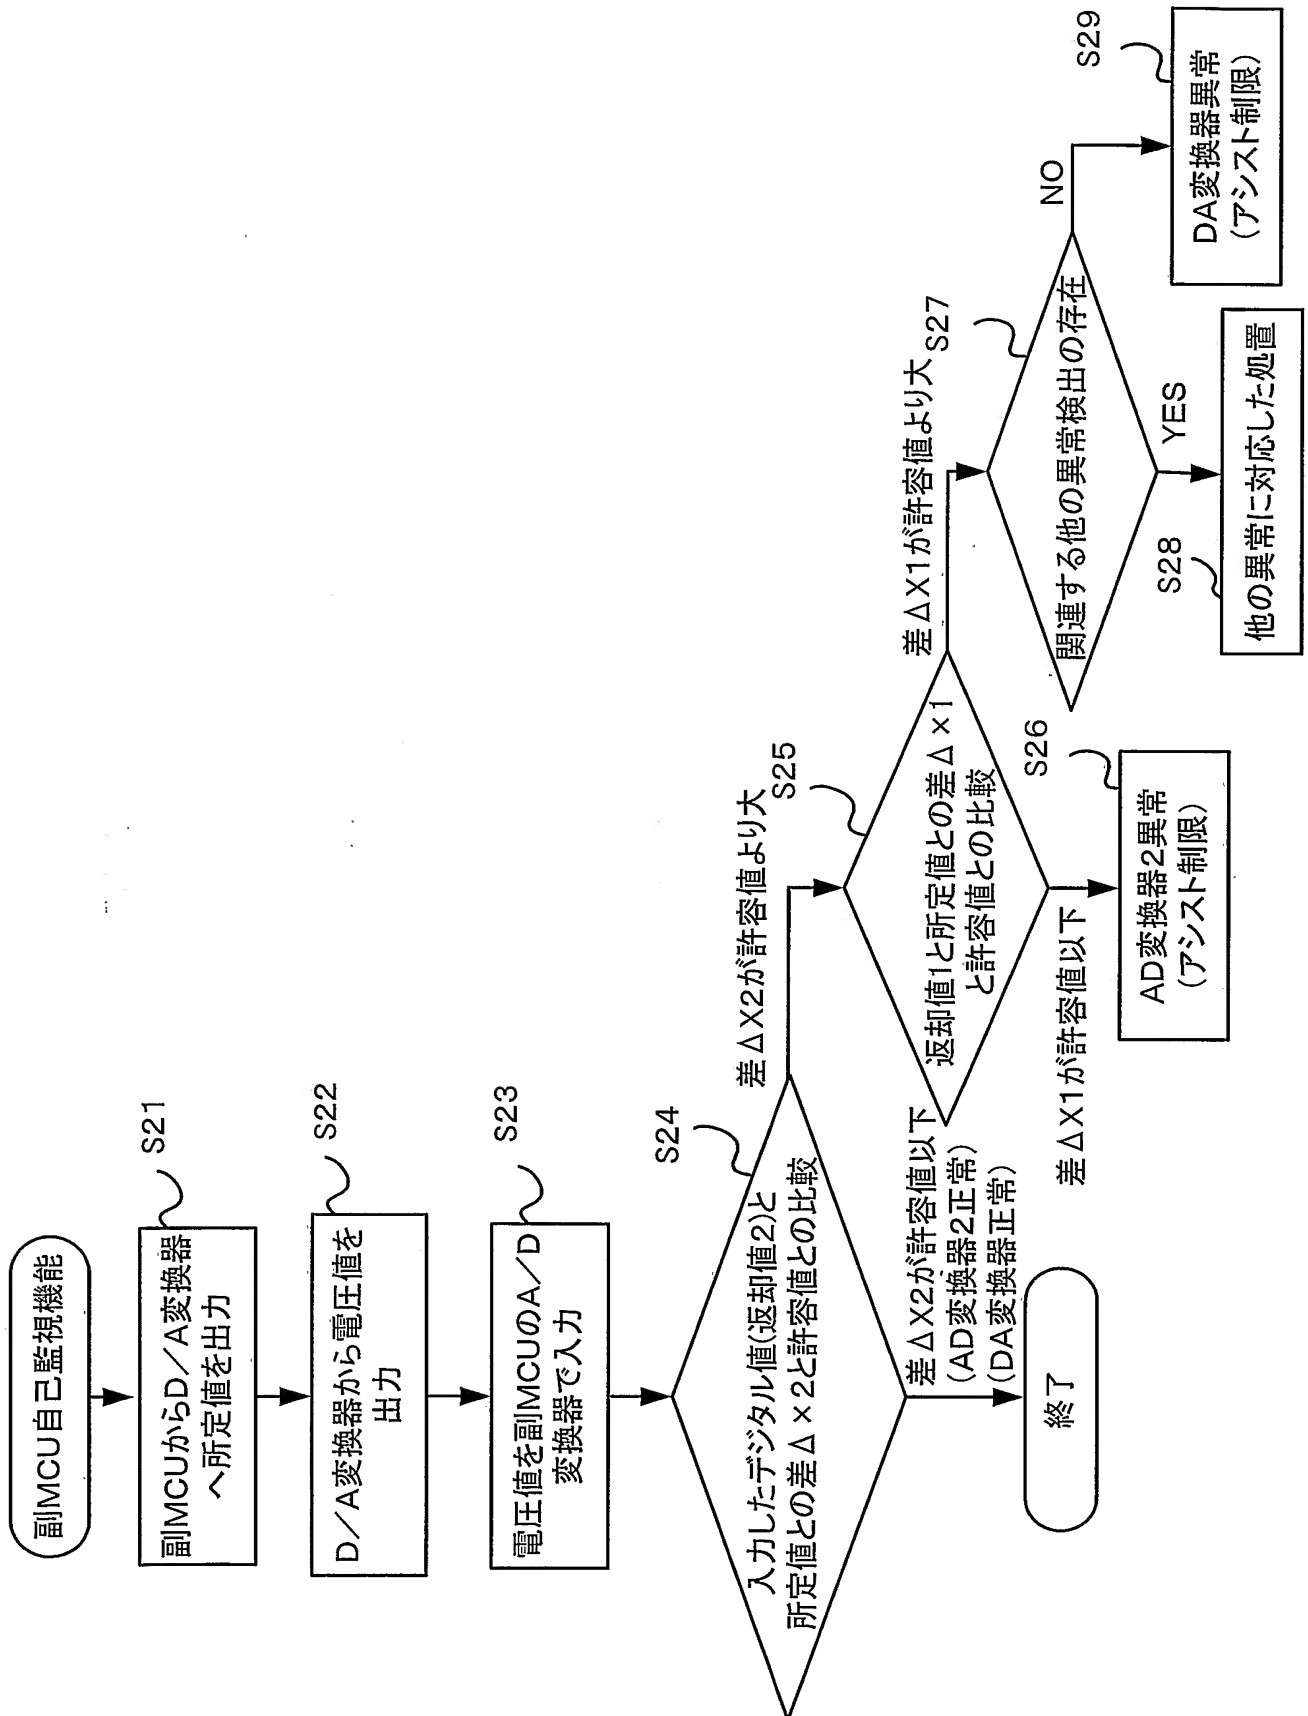 副MCU自己監視機能
S21
副MCUからD/A変換器
へ所定値を出力
S22
D/A変換器から電圧値を
出力
S23
電圧値を副MCUのA/D
変換器で入力
S24
入力したデジタル値(返却値2)と
所定値との差Δ×2と許容値との比較
差ΔX2が許容値以下
(AD変換器2正常)
(DA変換器正常)
終了
差ΔX2が許容値より大
S25
返却値1と所定値との差Δ×1
と許容値との比較
差ΔX1が許容値以下
S26
AD変換器2異常
(アシスト制限)
差ΔX1が許容値より大
S27
関連する他の異常検出の存在
YES
S28
他の異常に対応した処置
NO
S29
DA変換器異常
(アシスト制限)